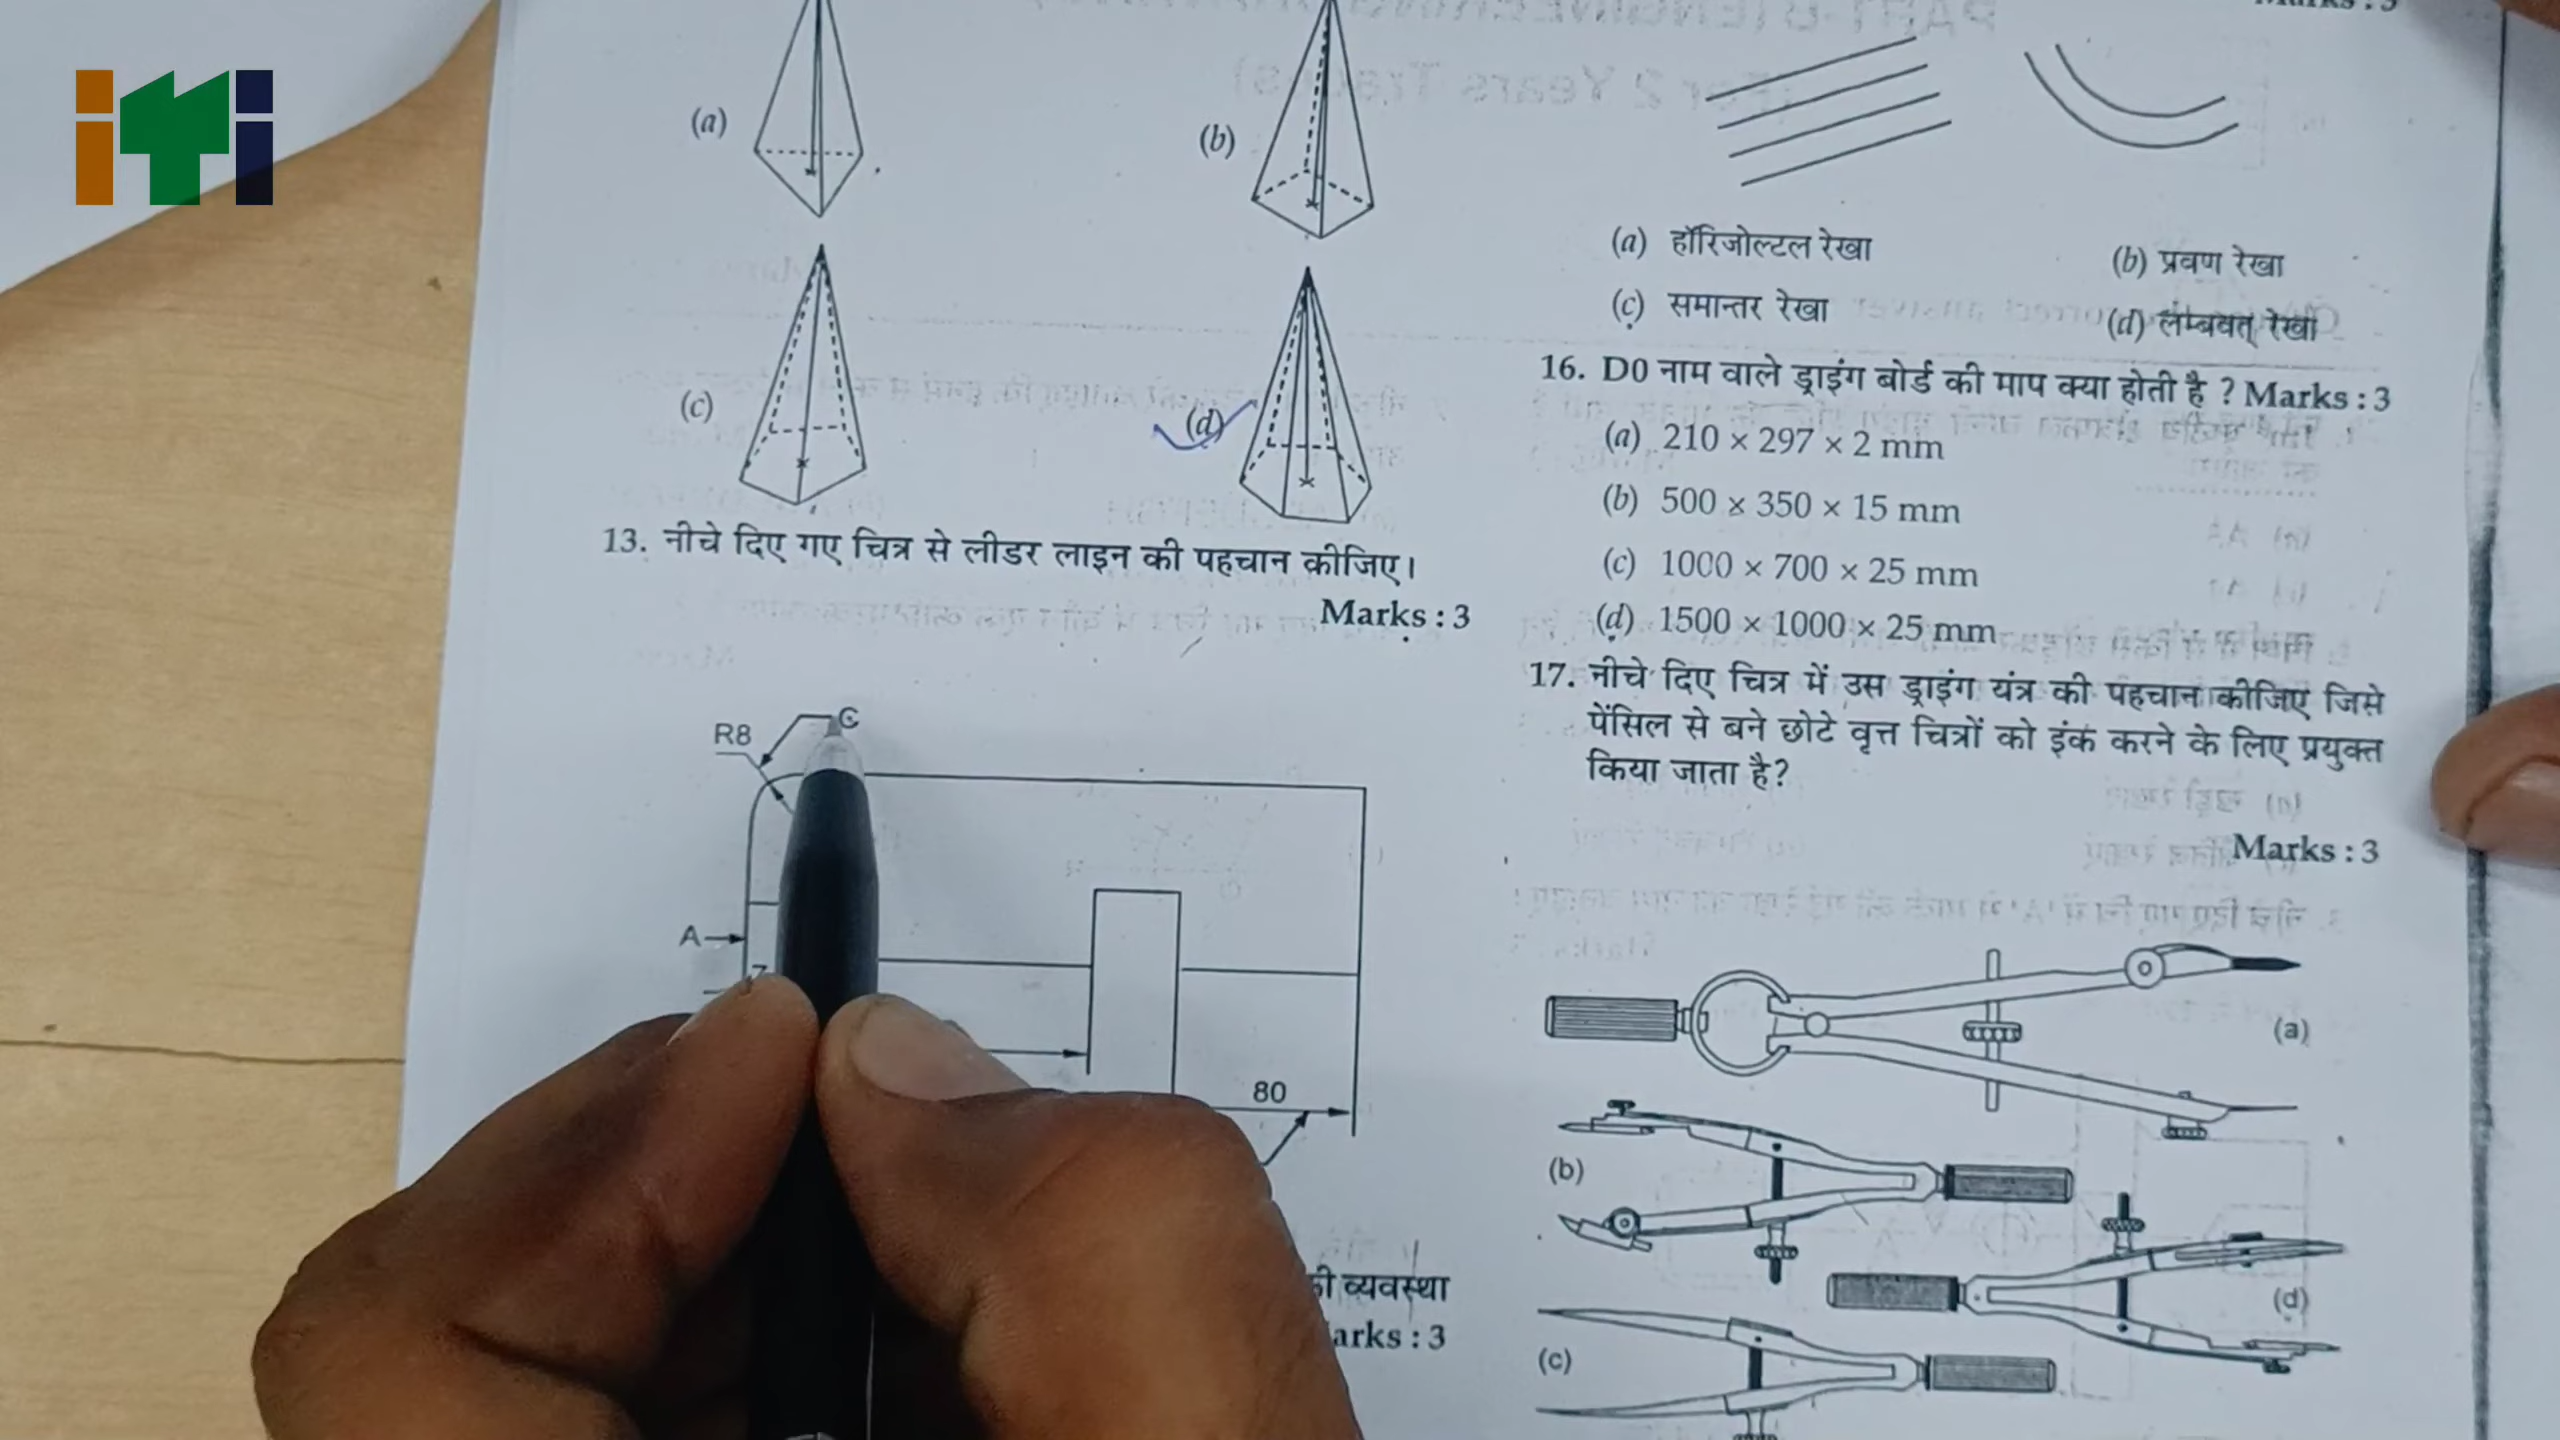 iTi
(a)
(b)
(c)
(d)
13. नीचे दिए गए चित्र से लीडर लाइन की पहचान कीजिए।
Marks : 3
R8
A
80
की व्यवस्था
arks : 3
(a) हॉरिजोल्टल रेखा
(b) प्रवण रेखा
(c) समान्तर रेखा
(d) लम्बवत् रेखा
16. D0 नाम वाले ड्राइंग बोर्ड की माप क्या होती है ? Marks : 3
(a) 210 × 297 × 2 mm
(b) 500 × 350 × 15 mm
(c) 1000 × 700 × 25 mm
(d) 1500 × 1000 × 25 mm
17. नीचे दिए चित्र में उस ड्राइंग यंत्र की पहचान कीजिए जिसे
पेंसिल से बने छोटे वृत्त चित्रों को इंक करने के लिए प्रयुक्त
किया जाता है?
Marks : 3
(a)
(b)
(d)
(c)